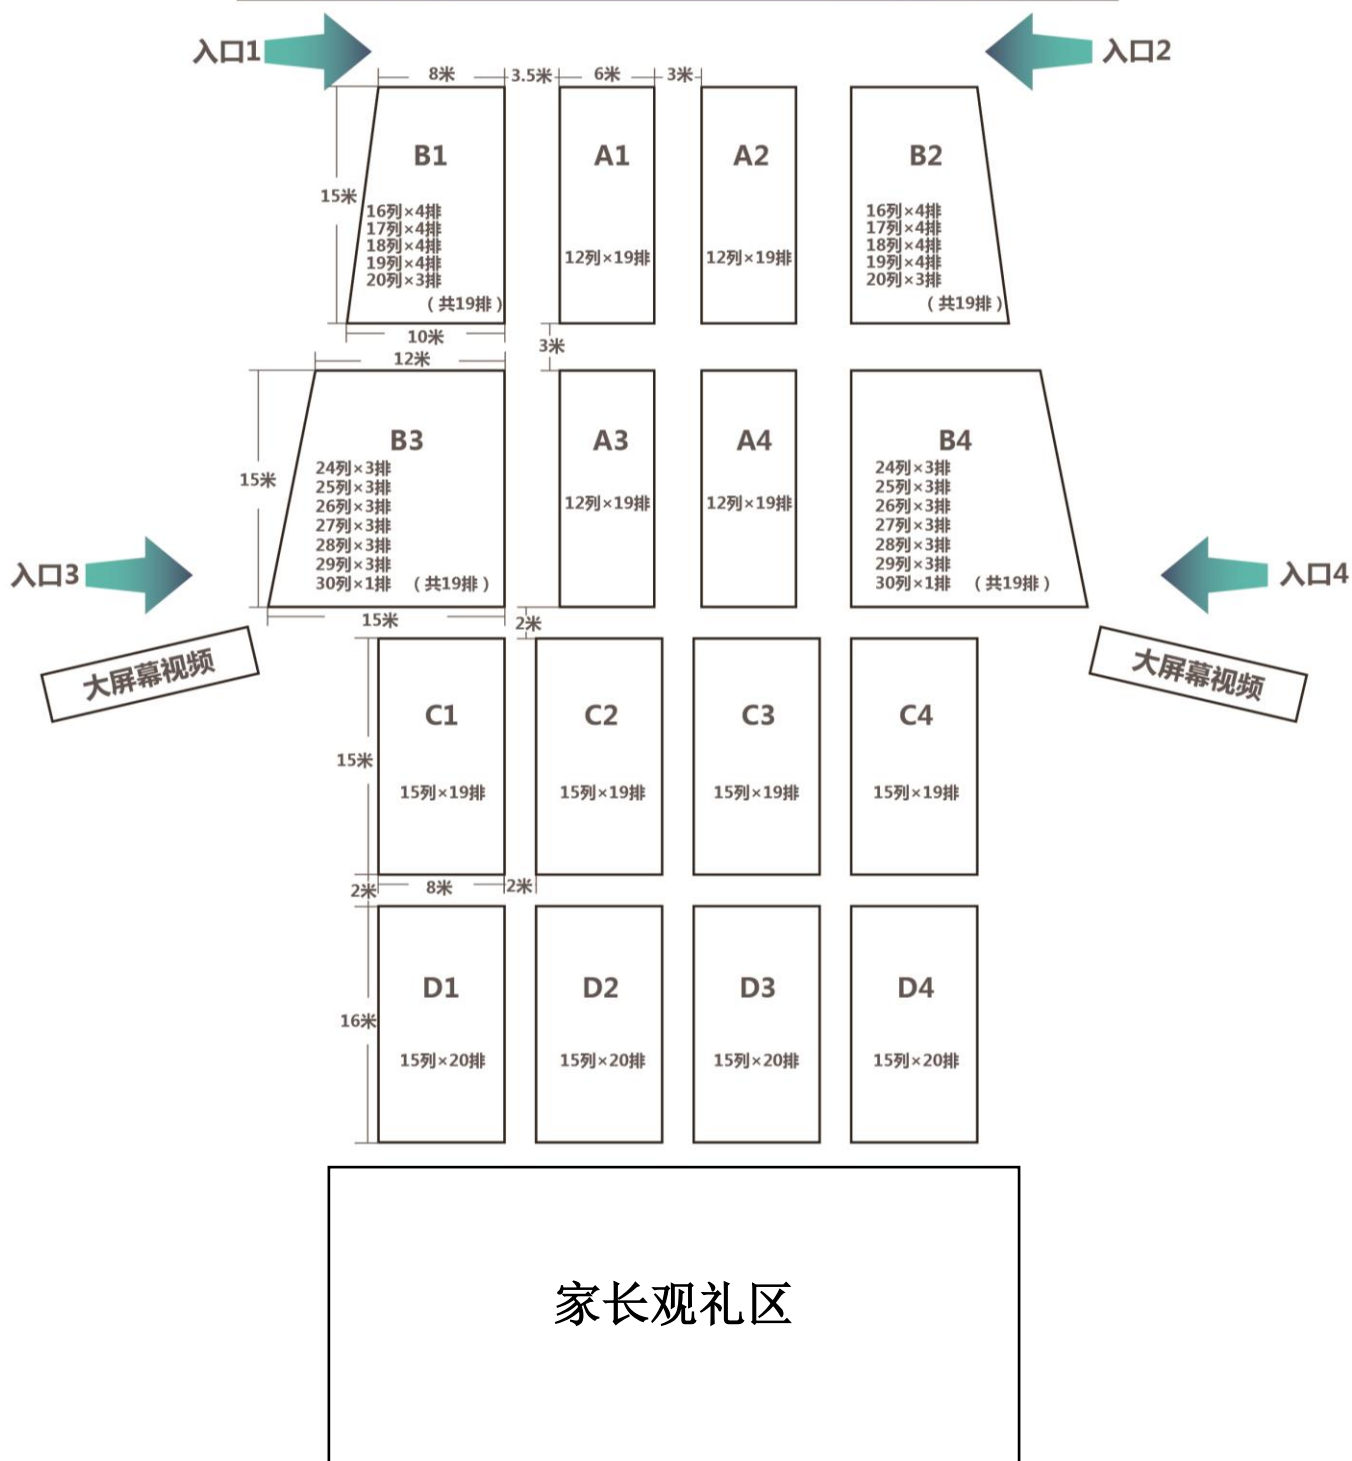 入口1
入口2
8米
3.5米
6米
3米
15米
B1
16列×4排
17列×4排
18列×4排
19列×4排
20列×3排
（共19排）
A1
12列×19排
A2
12列×19排
B2
16列×4排
17列×4排
18列×4排
19列×4排
20列×3排
（共19排）
10米
3米
12米
15米
B3
24列×3排
25列×3排
26列×3排
27列×3排
28列×3排
29列×3排
30列×1排 （共19排）
A3
12列×19排
A4
12列×19排
B4
24列×3排
25列×3排
26列×3排
27列×3排
28列×3排
29列×3排
30列×1排 （共19排）
入口3
入口4
15米
2米
大屏幕视频
大屏幕视频
15米
C1
15列×19排
C2
15列×19排
C3
15列×19排
C4
15列×19排
2米
8米
2米
16米
D1
15列×20排
D2
15列×20排
D3
15列×20排
D4
15列×20排
家长观礼区